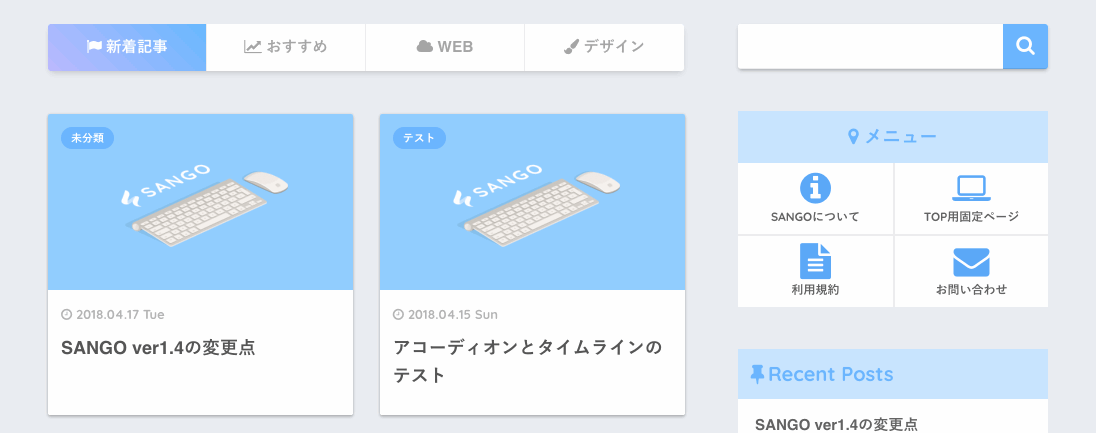 新着記事
おすすめ
WEB
デザイン
未分類
SANGO
2018.04.17 Tue
SANGO ver1.4の変更点
テスト
SANGO
2018.04.15 Sun
アコーディオンとタイムラインの
テスト
メニュー
SANGOについて
TOP用固定ページ
利用規約
お問い合わせ
Recent Posts
SANGO ver1.4の変更点